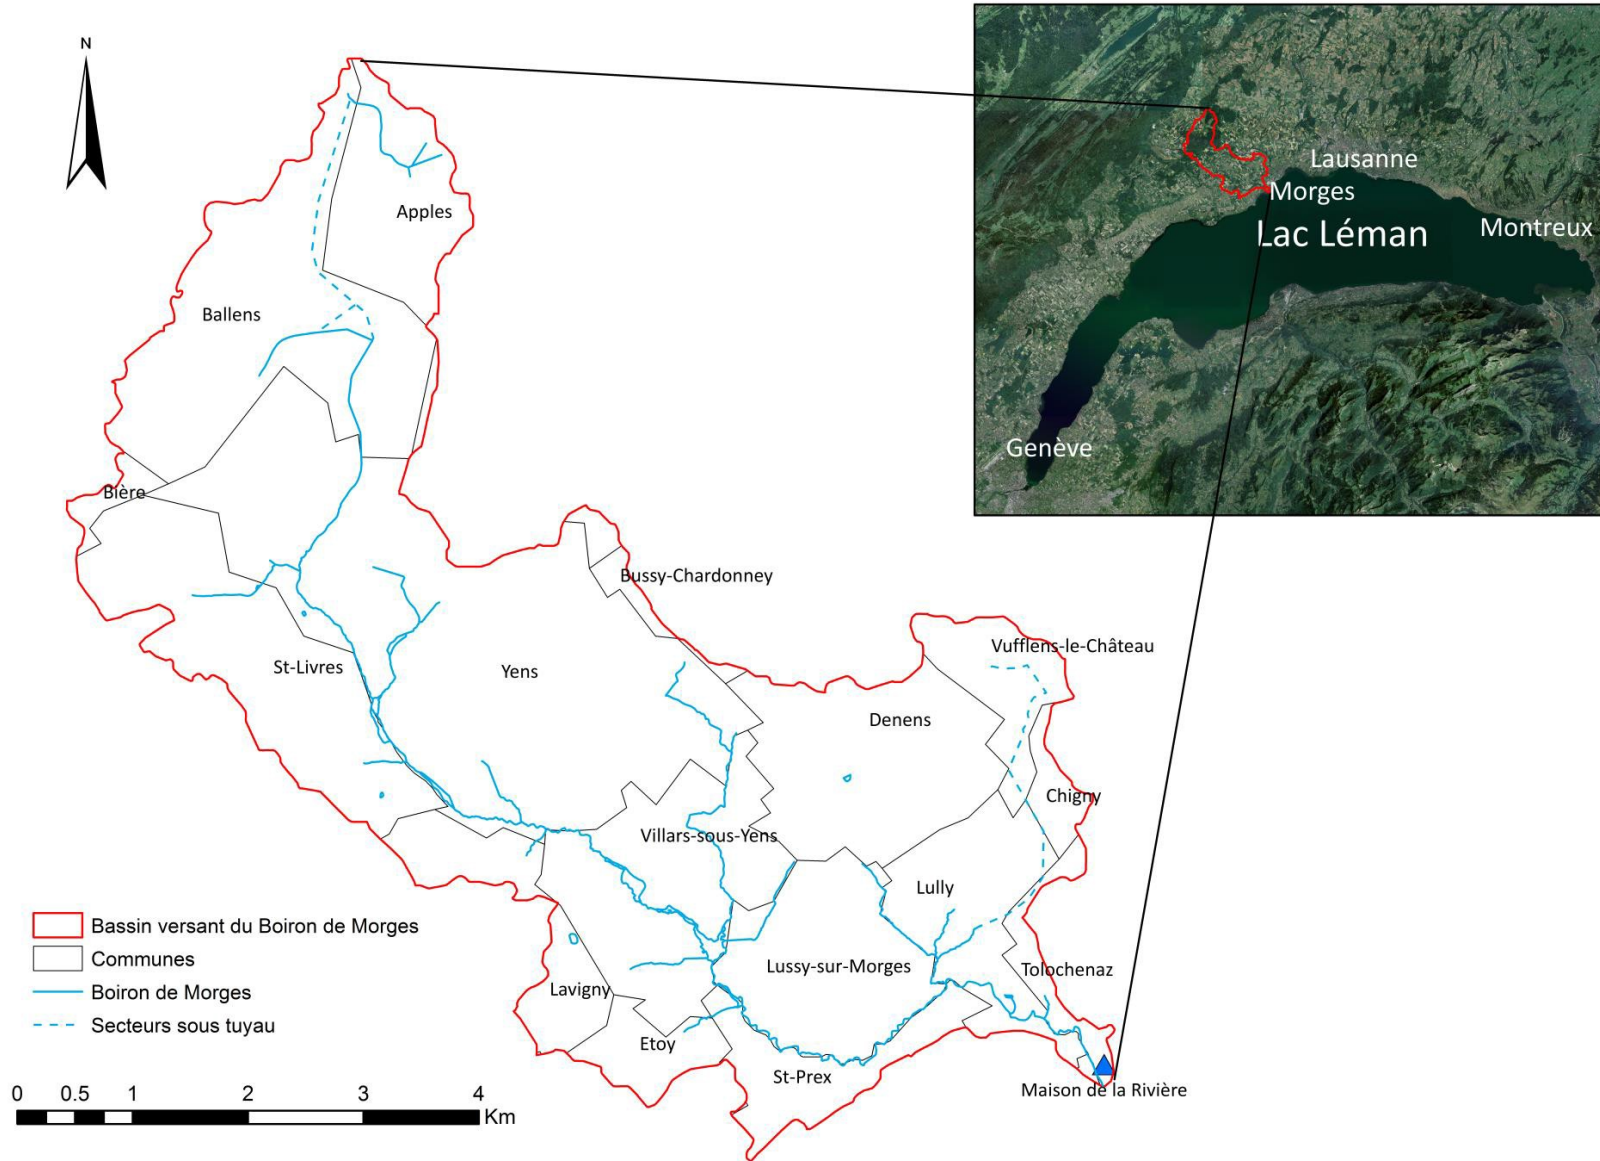 N
Apples
Ballens
Bière
Bussy-Chardonney
Vufflens-le-Château
St-Livres
Yens
Denens
Chigny
Villars-sous-Yens
Lully
Lussy-sur-Morges
Tolochenaz
Lavigny
Etoy
St-Prex
Maison de la Rivière
Lausanne
Morges
Lac Léman
Montreux
Genève
Bassin versant du Boiron de Morges
Communes
Boiron de Morges
Secteurs sous tuyau
0 0.5 1 2 3 4
Km